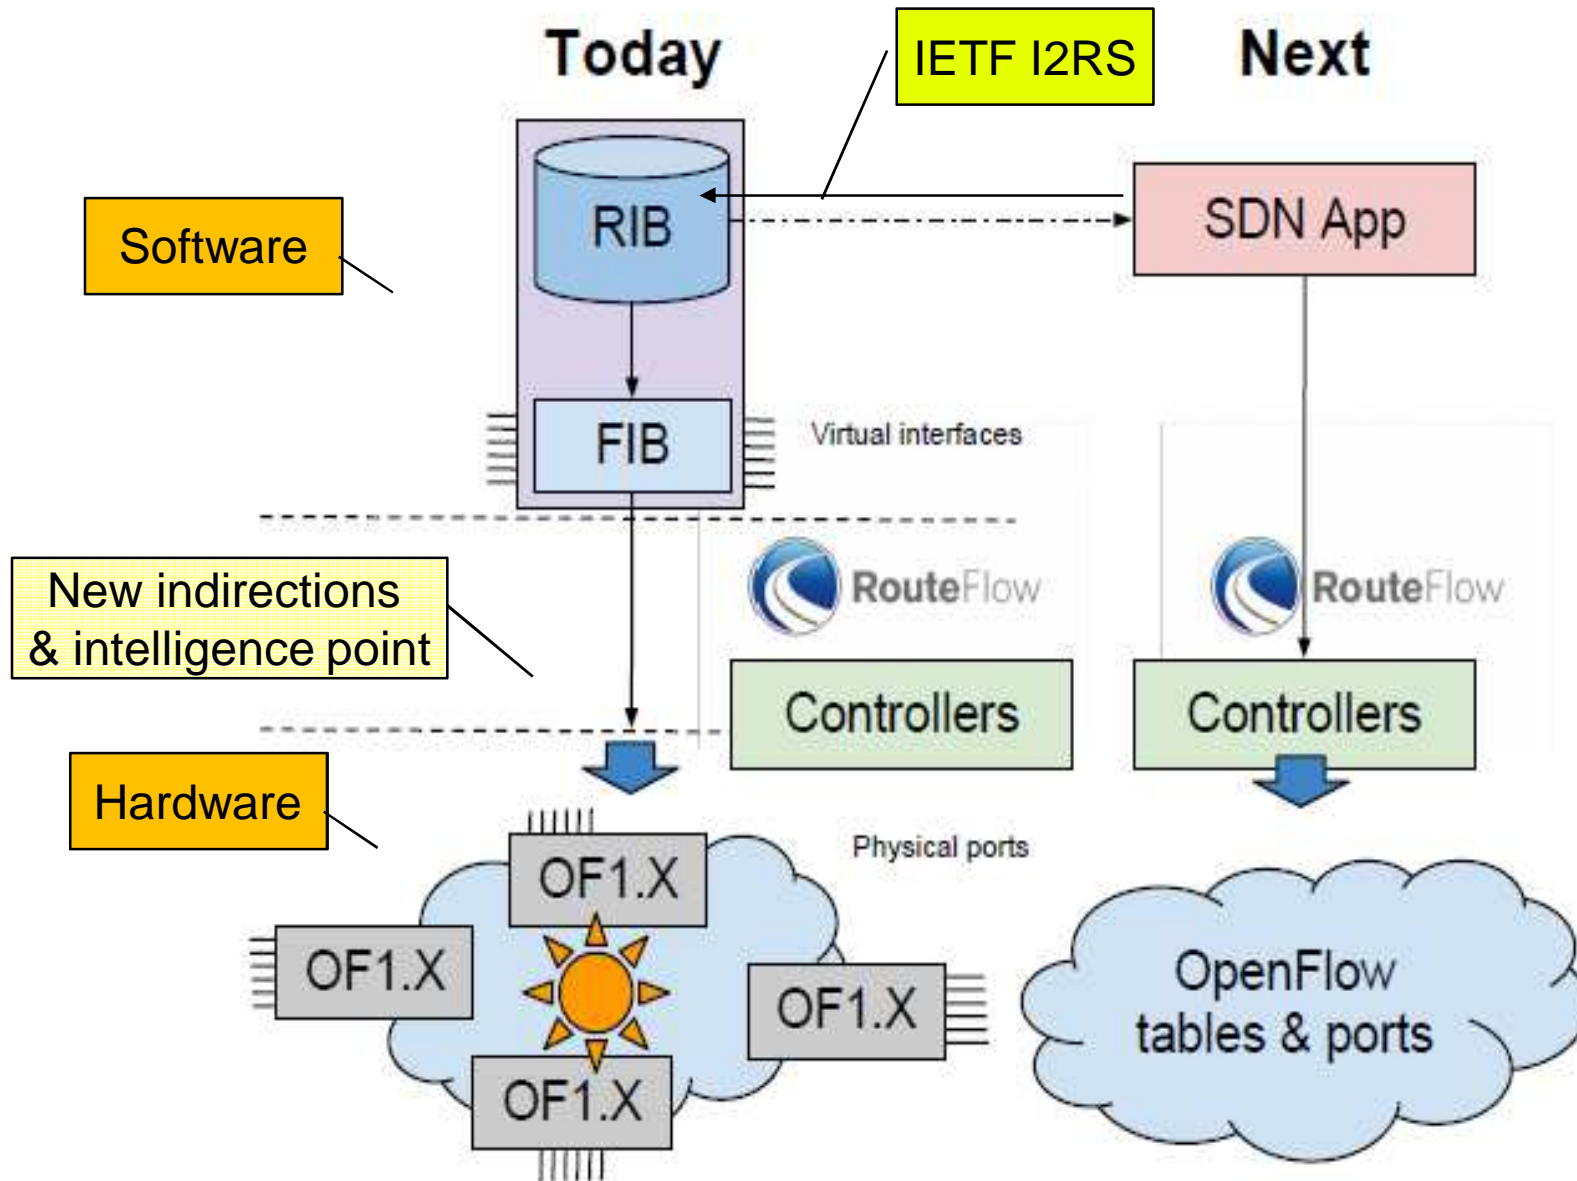 Today
IETF I2RS
Next
RIB
SDN App
Software
FIB
Virtual interfaces
RouteFlow
RouteFlow
New indirections
& intelligence point
Controllers
Controllers
Hardware
Physical ports
OF1.X
OF1.X
OF1.X
OF1.X
OpenFlow
tables & ports